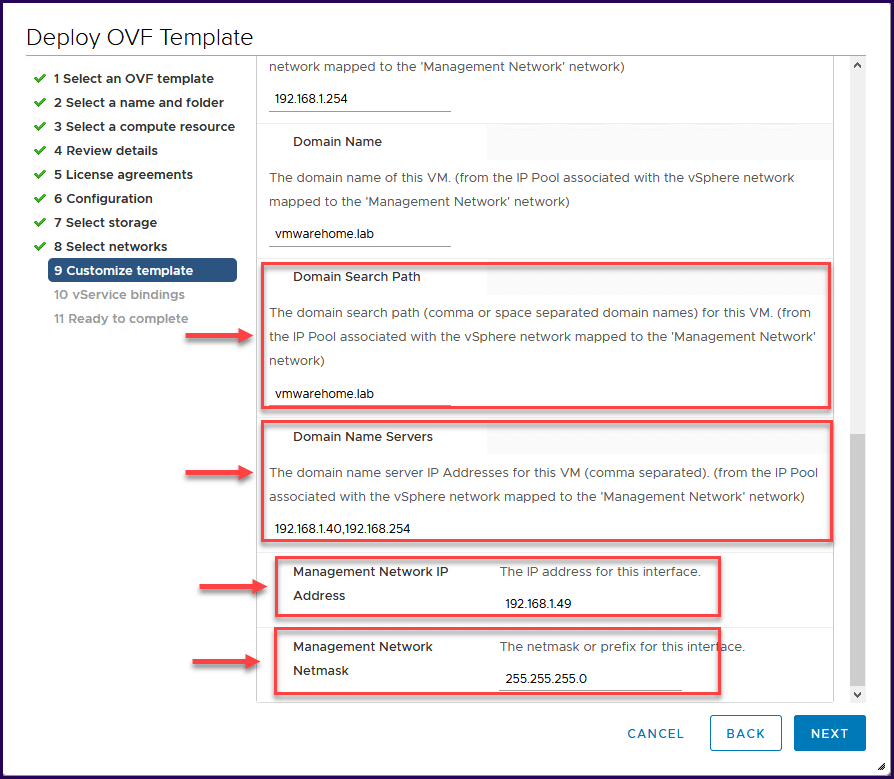 Deploy OVF Template
1 Select an OVF template
2 Select a name and folder
3 Select a compute resource
4 Review details
5 License agreements
6 Configuration
7 Select storage
8 Select networks
9 Customize template
10 vService bindings
11 Ready to complete
network mapped to the 'Management Network' network)
192.168.1.254
Domain Name
The domain name of this VM. (from the IP Pool associated with the vSphere network
mapped to the 'Management Network' network)
vmwarehome.lab
Domain Search Path
The domain search path (comma or space separated domain names) for this VM. (from
the IP Pool associated with the vSphere network mapped to the 'Management Network'
network)
vmwarehome.lab
Domain Name Servers
The domain name server IP Addresses for this VM (comma separated). (from the IP Pool
associated with the vSphere network mapped to the 'Management Network' network)
192.168.1.40,192.168.254
Management Network IP
Address
The IP address for this interface.
192.168.1.49
Management Network
Netmask
The netmask or prefix for this interface.
255.255.255.0
CANCEL
BACK
NEXT